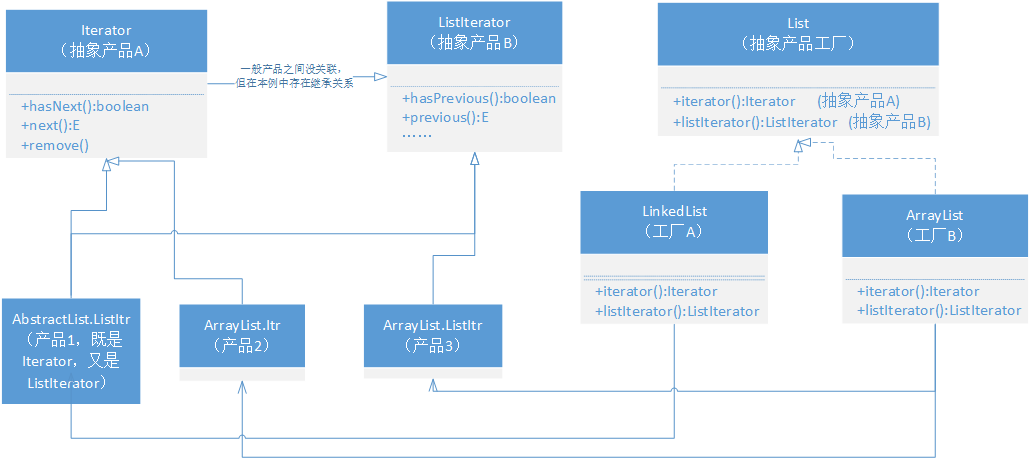 Iterator
（抽象产品A）
+hasNext():boolean
+next():E
+remove()
一般产品之间没关联，
但在本例中存在继承关系
ListIterator
（抽象产品B）
+hasPrevious():boolean
+previous():E
……
List
（抽象产品工厂）
+iterator():Iterator （抽象产品A）
+listIterator():ListIterator （抽象产品B）
LinkedList
（工厂A）
+iterator():Iterator
+listIterator():ListIterator
ArrayList
（工厂B）
+iterator():Iterator
+listIterator():ListIterator
AbstractList.ListItr
（产品1，既是
Iterator，又是
ListIterator）
ArrayList.Itr
（产品2）
ArrayList.ListItr
（产品3）